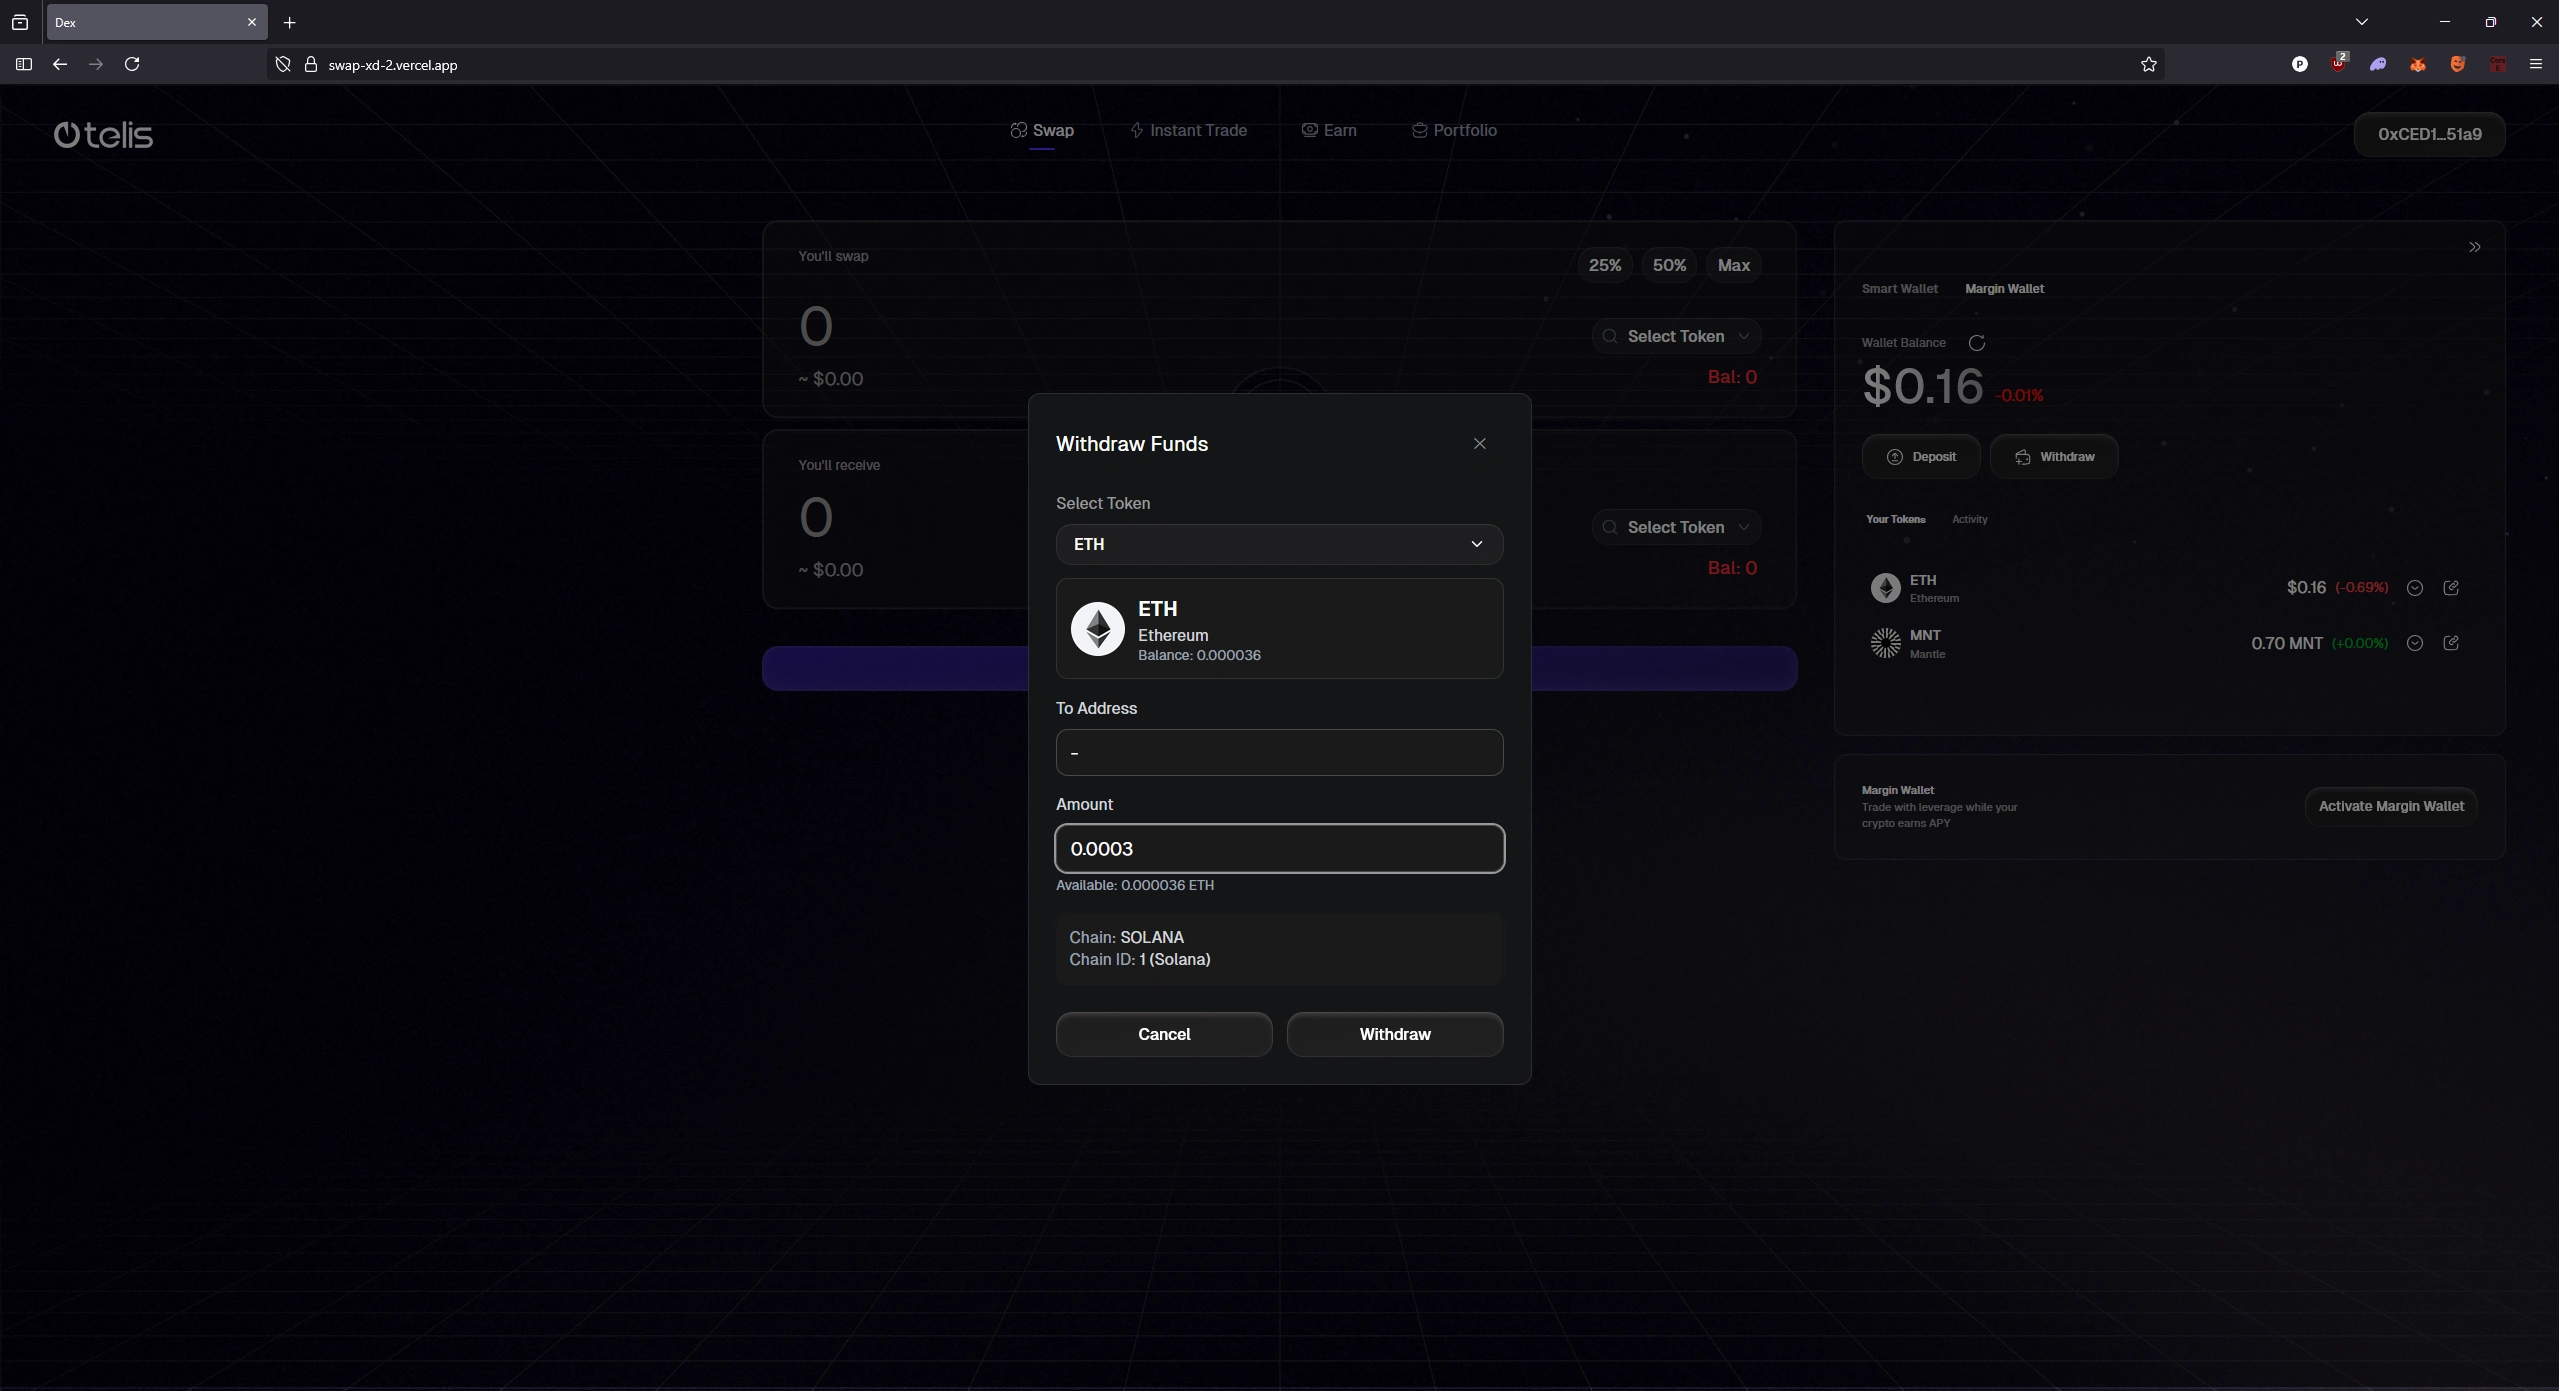 Dex
swap-xd-2.vercel.app
P
2
telis
Swap
Instant Trade
Earn
Portfolio
0xCED1...51a9
You'll swap
25%
50%
Max
0
Select Token
~ $0.00
Bal: 0
You'll receive
0
Select Token
~ $0.00
Bal: 0
Smart Wallet
Margin Wallet
Wallet Balance
$0.16 -0.01%
Deposit
Withdraw
Your Tokens
Activity
ETH
Ethereum
$0.16 (-0.69%)
MNT
Mantle
0.70 MNT (+0.00%)
Margin Wallet
Trade with leverage while your
crypto earns APY
Activate Margin Wallet
Withdraw Funds
Select Token
ETH
ETH
Ethereum
Balance: 0.000036
To Address
-
Amount
0.0003
Available: 0.000036 ETH
Chain: SOLANA
Chain ID: 1 (Solana)
Cancel
Withdraw